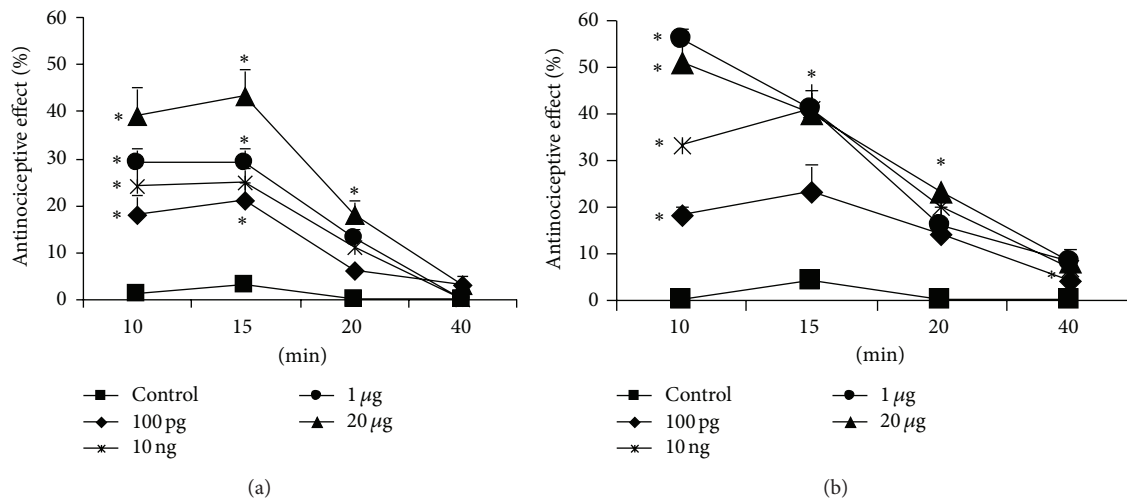 60
50
40
30
20
10
0
Antinociceptive effect (%)
* * * * * * * *
10 15 20 40
(min)
Control
100 pg
10 ng
1 μg
20 μg
(a)
60
50
40
30
20
10
0
Antinociceptive effect (%)
* * * * * * *
10 15 20 40
(min)
Control
100 pg
10 ng
1 μg
20 μg
(b)